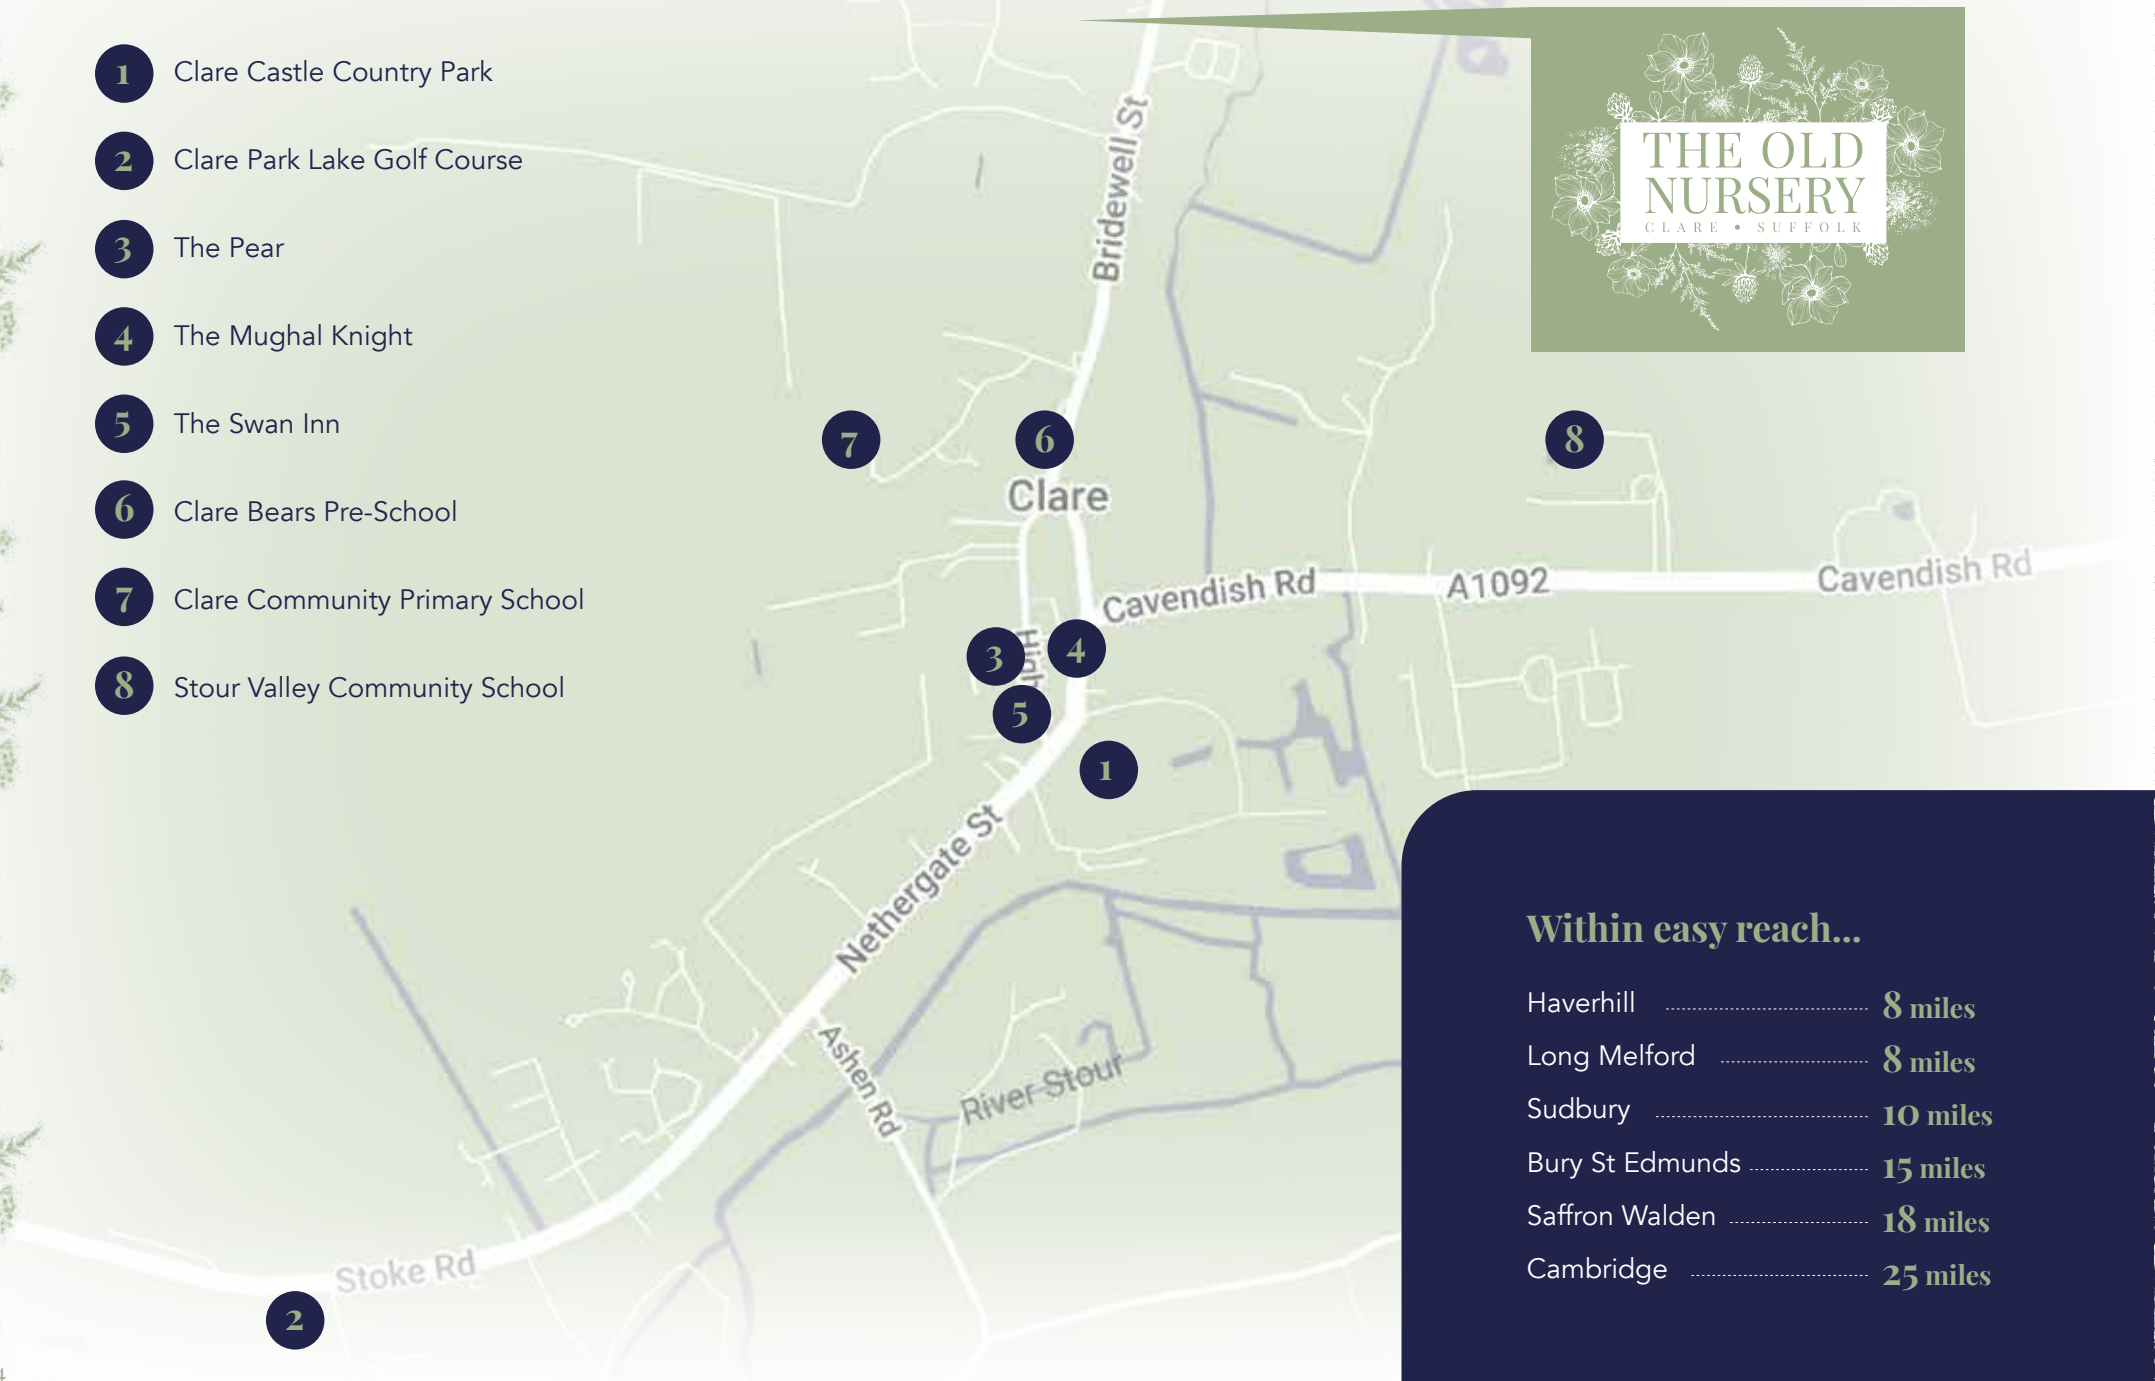 1 Clare Castle Country Park
2 Clare Park Lake Golf Course
3 The Pear
4 The Mughal Knight
5 The Swan Inn
6 Clare Bears Pre-School
7 Clare Community Primary School
8 Stour Valley Community School
THE OLD
NURSERY
CLARE • SUFFOLK
Bridewell St
7
6
8
Clare
Cavendish Rd
A1092
Cavendish Rd
High
3
4
5
1
Nethergate St
Ashen Rd
River Stour
Stoke Rd
2
Within easy reach...
Haverhill 8 miles
Long Melford 8 miles
Sudbury 10 miles
Bury St Edmunds 15 miles
Saffron Walden 18 miles
Cambridge 25 miles